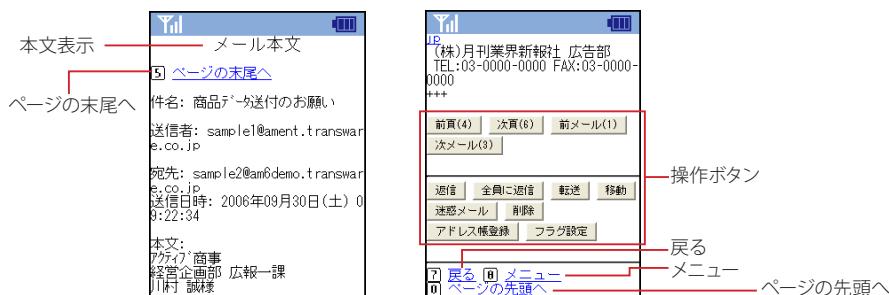 本文表示
メール本文
5 ページの末尾へ
ページの末尾へ
件名: 商品ﾃﾞｰﾀ送付のお願い
送信者: sample1@ament.transwar
e.co.jp
宛先: sample2@am6demo.transwar
e.co.jp
送信日時: 2006年09月30日(土) 0
9:22:34
本文:
ｱｸﾃｨﾌﾞ商事
経営企画部 広報一課
川村 誠様
jp
(株)月刊業界新報社 広告部
TEL:03-0000-0000 FAX:03-0000-
0000
+++
前頁(4) 次頁(6) 前メール(1)
次メール(3)
操作ボタン
返信 全員に返信 転送 移動
迷惑メール 削除
アドレス帳登録 フラグ設定
戻る
7 戻る 8 メニュー
メニュー
0 ページの先頭へ
ページの先頭へ